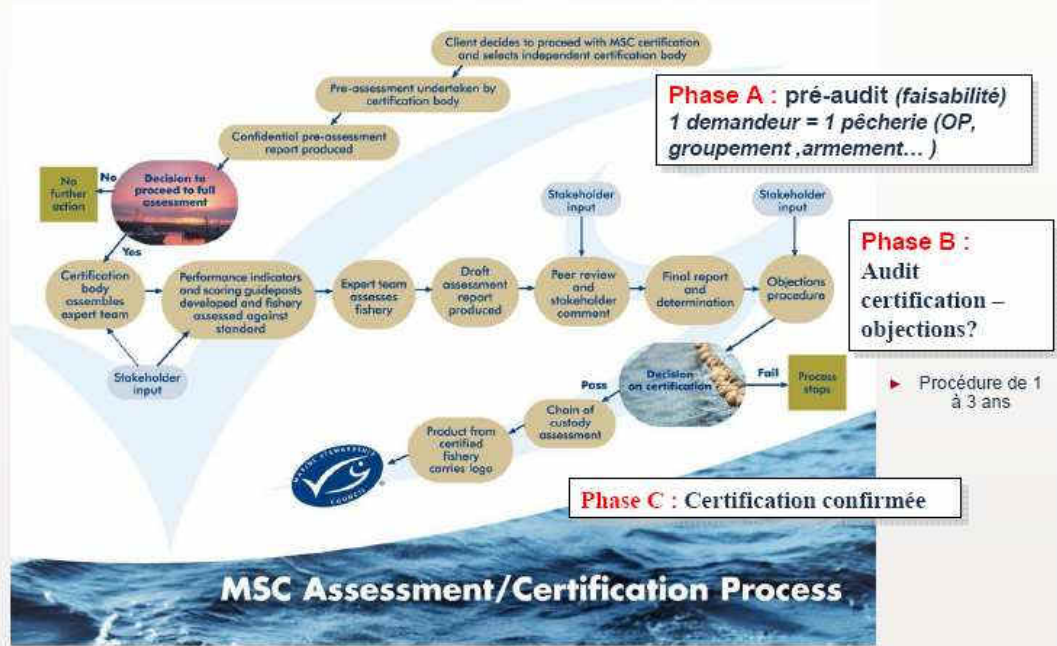 Client decides to proceed with MSC certification
and selects independent certification body
Pre-assessment undertaken by
certification body
Confidential pre-assessment
report produced
Phase A : pré-audit (faisabilité)
1 demandeur = 1 pêcherie (OP,
groupement ,armement… )
No
further
action
No
Decision to
proceed to full
assessment
Yes
Stakeholder
input
Stakeholder
input
Certification
body
assembles
expert team
Performance indicators
and scoring guideposts
developed and fishery
assessed against
standard
Expert team
assesses
fishery
Draft
assessment
report
produced
Peer review
and
stakeholder
comment
Final report
and
determination
Objections
procedure
Stakeholder
input
Phase B :
Audit
certification –
objections?
Procédure de 1
à 3 ans
Decision
on certification
Pass
Fail
Process
stops
Chain of
custody
assessment
Product from
certified
fishery
carries logo
MARINE STEWARDSHIP
COUNCIL
Phase C : Certification confirmée
MSC Assessment/Certification Process